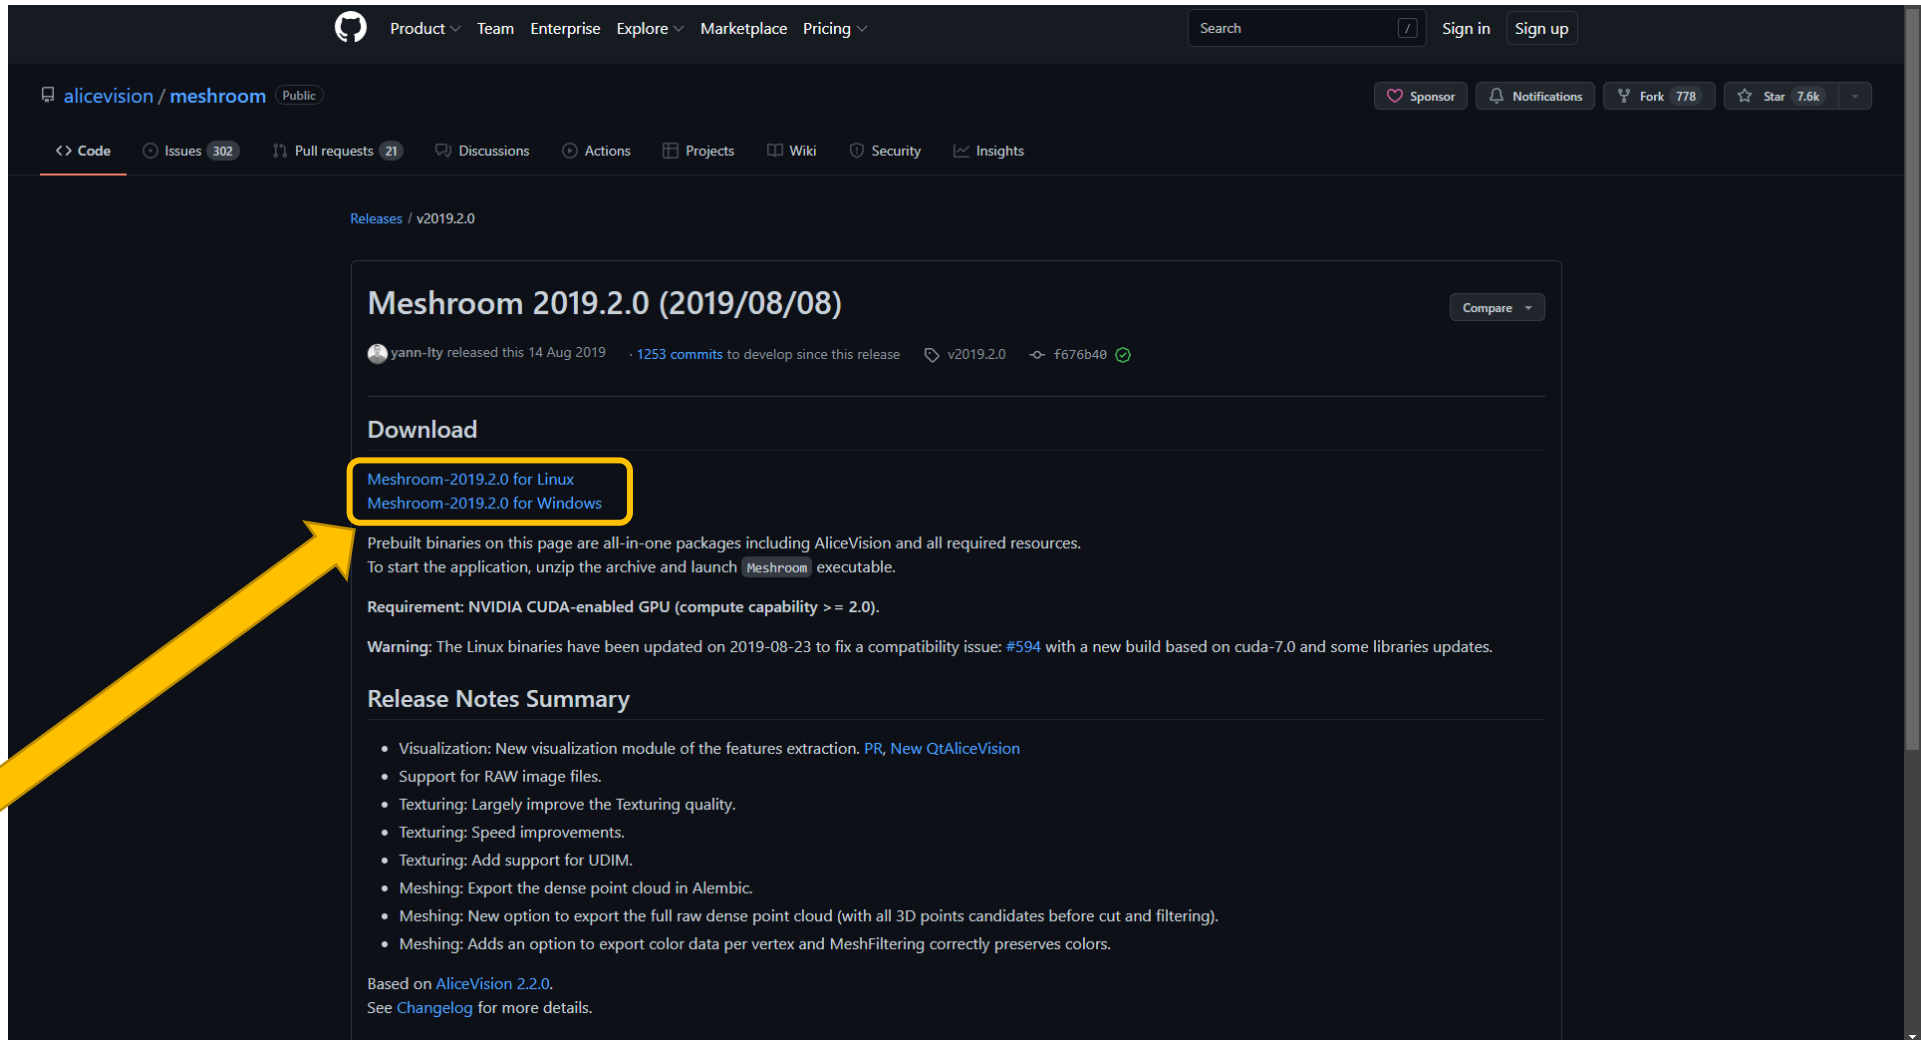 Product Team Enterprise Explore Marketplace Pricing Search / Sign in Sign up
alicevision / meshroom Public Sponsor Notifications Fork 778 Star 7.6k
<> Code Issues 302 Pull requests 21 Discussions Actions Projects Wiki Security Insights
Releases / v2019.2.0
Meshroom 2019.2.0 (2019/08/08) Compare
yann-lty released this 14 Aug 2019 · 1253 commits to develop since this release v2019.2.0 f676b40
Download
Meshroom-2019.2.0 for Linux
Meshroom-2019.2.0 for Windows
Prebuilt binaries on this page are all-in-one packages including AliceVision and all required resources.
To start the application, unzip the archive and launch Meshroom executable.
Requirement: NVIDIA CUDA-enabled GPU (compute capability >= 2.0).
Warning: The Linux binaries have been updated on 2019-08-23 to fix a compatibility issue: #594 with a new build based on cuda-7.0 and some libraries updates.
Release Notes Summary
• Visualization: New visualization module of the features extraction. PR, New QtAliceVision
• Support for RAW image files.
• Texturing: Largely improve the Texturing quality.
• Texturing: Speed improvements.
• Texturing: Add support for UDIM.
• Meshing: Export the dense point cloud in Alembic.
• Meshing: New option to export the full raw dense point cloud (with all 3D points candidates before cut and filtering).
• Meshing: Adds an option to export color data per vertex and MeshFiltering correctly preserves colors.
Based on AliceVision 2.2.0.
See Changelog for more details.